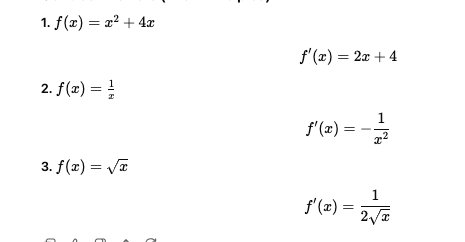 1. f(x) = x² + 4x
f′(x) = 2x + 4
2. f(x) = 1/x
f′(x) = −1/x²
3. f(x) = √x
f′(x) = 1/(2√x)